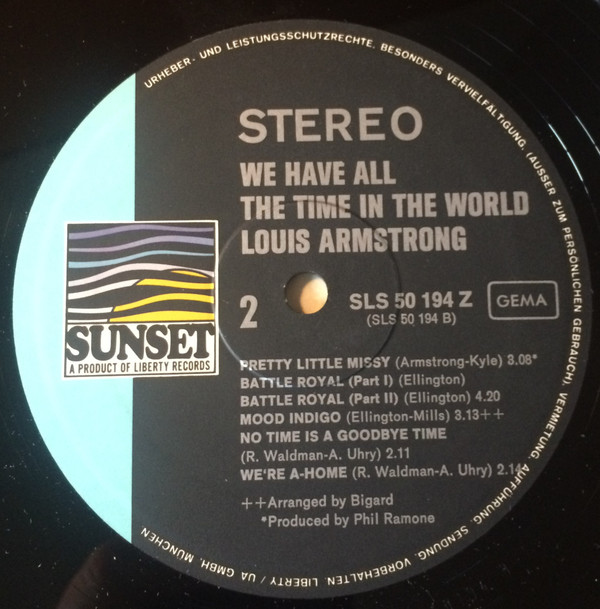 URHEBER- UND LEISTUNGSSCHUTZRECHTE, BESONDERS VERVIELFÄLTIGUNG, (AUSSER ZUM PERSÖNLICHEN GEBRAUCH), VERMIETUNG, AUFFÜHRUNG, SENDUNG, VORBEHALTEN. LIBERTY / UA GMBH, MÜNCHEN
STEREO
WE HAVE ALL
THE TIME IN THE WORLD
LOUIS ARMSTRONG
2
SLS 50 194 Z
(SLS 50 194 B)
GEMA
SUNSET
A PRODUCT OF LIBERTY RECORDS
PRETTY LITTLE MISSY (Armstrong-Kyle) 3.08*
BATTLE ROYAL (Part I) (Ellington)
BATTLE ROYAL (Part II) (Ellington) 4.20
MOOD INDIGO (Ellington-Mills) 3.13++
NO TIME IS A GOODBYE TIME
(R. Waldman-A. Uhry) 2.11
WE'RE A-HOME (R. Waldman-A. Uhry) 2.14
++Arranged by Bigard
*Produced by Phil Ramone